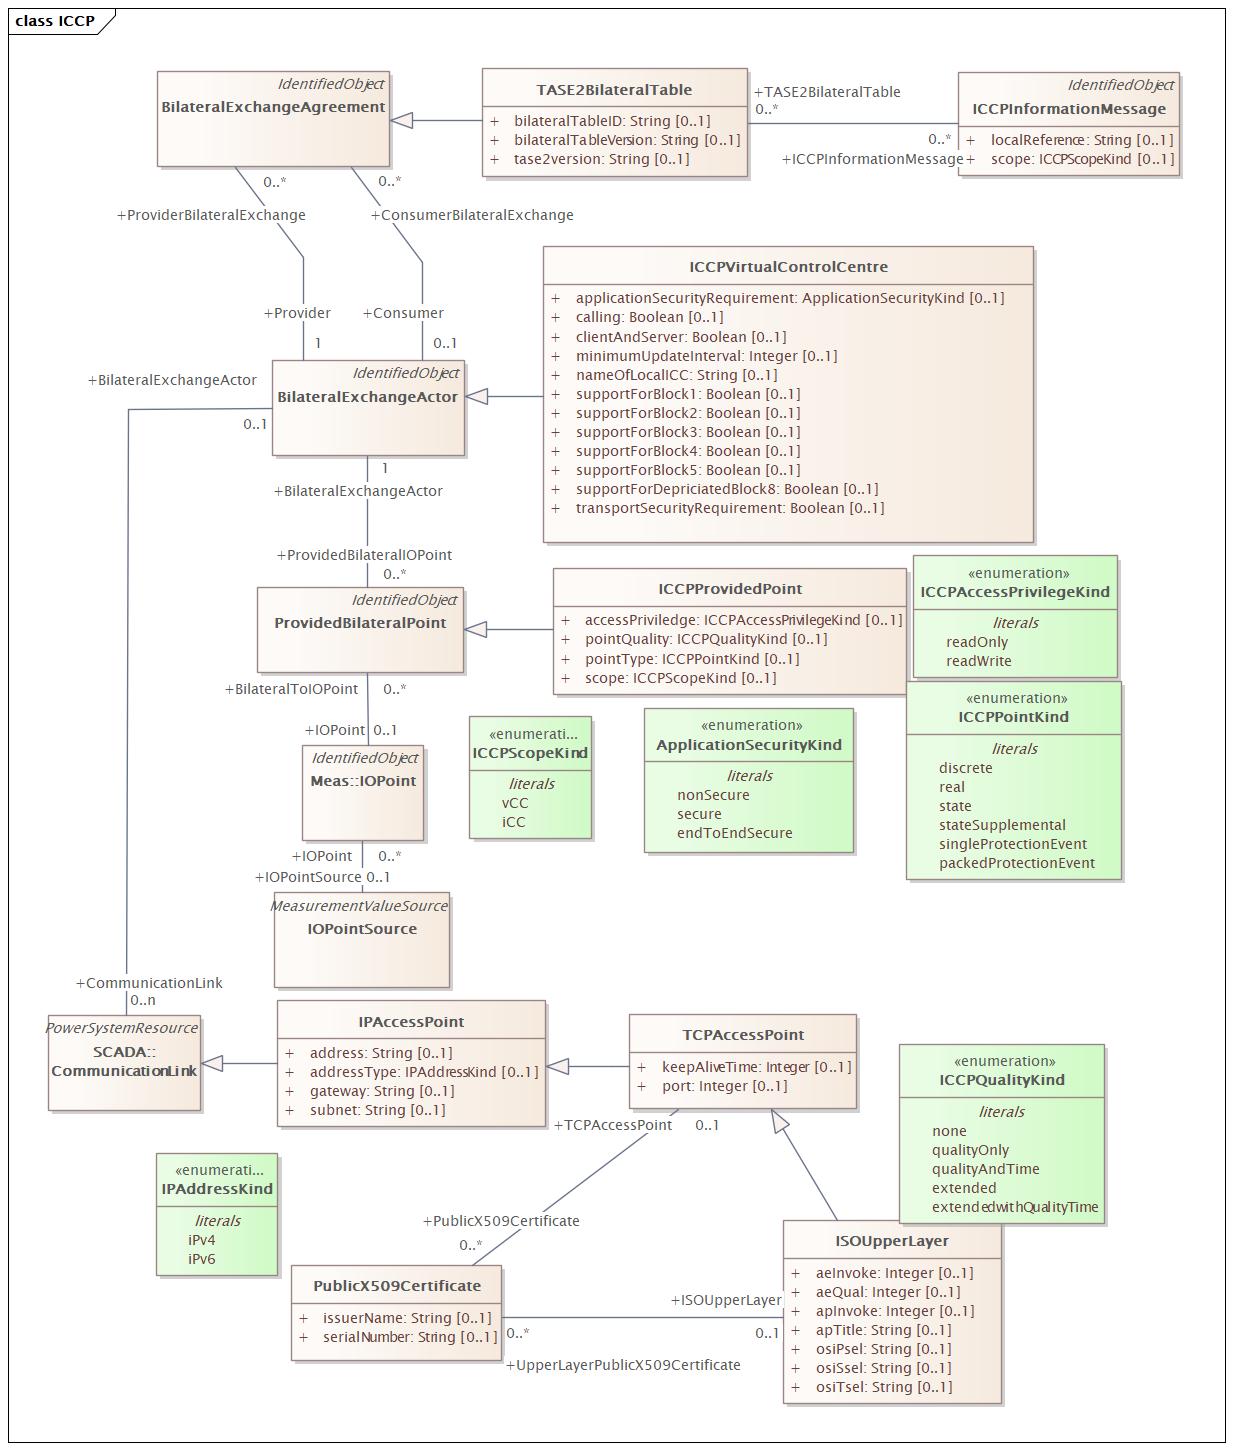 class ICCP
IdentifiedObject
BilateralExchangeAgreement
TASE2BilateralTable
+ bilateralTableID: String [0..1]
+ bilateralTableVersion: String [0..1]
+ tase2version: String [0..1]
+TASE2BilateralTable
0..*
0..*
+ICCPInformationMessage
IdentifiedObject
ICCPInformationMessage
+ localReference: String [0..1]
+ scope: ICCPScopeKind [0..1]
0..*
0..*
+ProviderBilateralExchange
+ConsumerBilateralExchange
+Provider
+Consumer
1
0..1
ICCPVirtualControlCentre
+ applicationSecurityRequirement: ApplicationSecurityKind [0..1]
+ calling: Boolean [0..1]
+ clientAndServer: Boolean [0..1]
+ minimumUpdateInterval: Integer [0..1]
+ nameOfLocalICC: String [0..1]
+ supportForBlock1: Boolean [0..1]
+ supportForBlock2: Boolean [0..1]
+ supportForBlock3: Boolean [0..1]
+ supportForBlock4: Boolean [0..1]
+ supportForBlock5: Boolean [0..1]
+ supportForDepriciatedBlock8: Boolean [0..1]
+ transportSecurityRequirement: Boolean [0..1]
IdentifiedObject
BilateralExchangeActor
+BilateralExchangeActor
0..1
1
+BilateralExchangeActor
+ProvidedBilateralIOPoint
0..*
IdentifiedObject
ProvidedBilateralPoint
ICCPProvidedPoint
+ accessPriviledge: ICCPAccessPrivilegeKind [0..1]
+ pointQuality: ICCPQualityKind [0..1]
+ pointType: ICCPPointKind [0..1]
+ scope: ICCPScopeKind [0..1]
«enumeration»
ICCPAccessPrivilegeKind
literals
readOnly
readWrite
+BilateralToIOPoint
0..*
+IOPoint
0..1
IdentifiedObject
Meas::IOPoint
«enumerati...
ICCPScopeKind
literals
vCC
iCC
«enumeration»
ApplicationSecurityKind
literals
nonSecure
secure
endToEndSecure
«enumeration»
ICCPPointKind
literals
discrete
real
state
stateSupplemental
singleProtectionEvent
packedProtectionEvent
+IOPoint
0..*
+IOPointSource
0..1
MeasurementValueSource
IOPointSource
+CommunicationLink
0..n
PowerSystemResource
SCADA::
CommunicationLink
IPAccessPoint
+ address: String [0..1]
+ addressType: IPAddressKind [0..1]
+ gateway: String [0..1]
+ subnet: String [0..1]
TCPAccessPoint
+ keepAliveTime: Integer [0..1]
+ port: Integer [0..1]
«enumeration»
ICCPQualityKind
literals
none
qualityOnly
qualityAndTime
extended
extendedwithQualityTime
+TCPAccessPoint
0..1
«enumerati...
IPAddressKind
literals
iPv4
iPv6
+PublicX509Certificate
0..*
PublicX509Certificate
+ issuerName: String [0..1]
+ serialNumber: String [0..1]
+ISOUpperLayer
0..*
0..1
+UpperLayerPublicX509Certificate
ISOUpperLayer
+ aeInvoke: Integer [0..1]
+ aeQual: Integer [0..1]
+ apInvoke: Integer [0..1]
+ apTitle: String [0..1]
+ osiPsel: String [0..1]
+ osiSsel: String [0..1]
+ osiTsel: String [0..1]